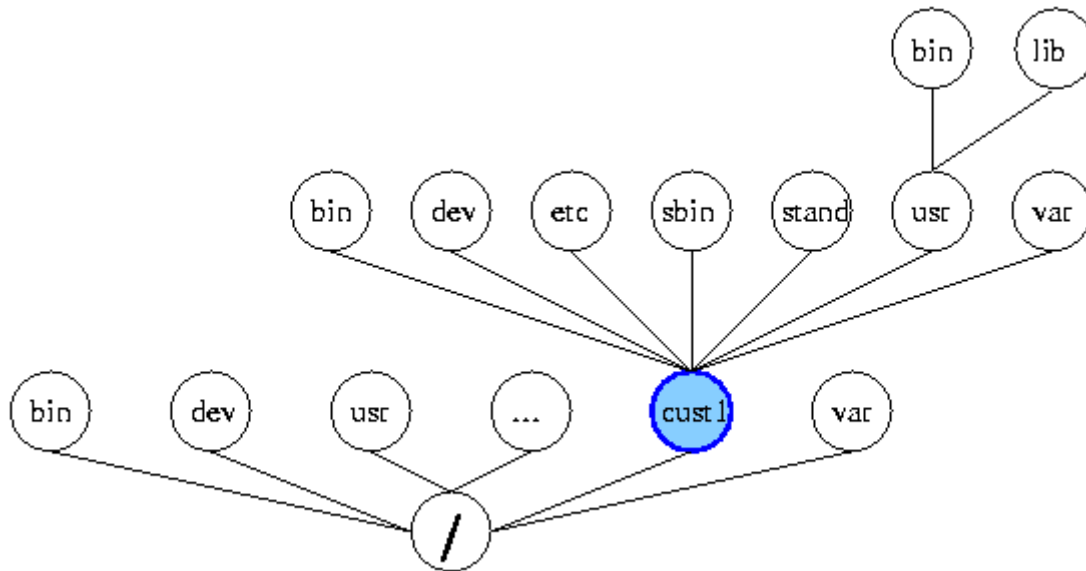 bin lib
bin dev etc sbin stand usr var
bin dev usr ... cust1 var
/